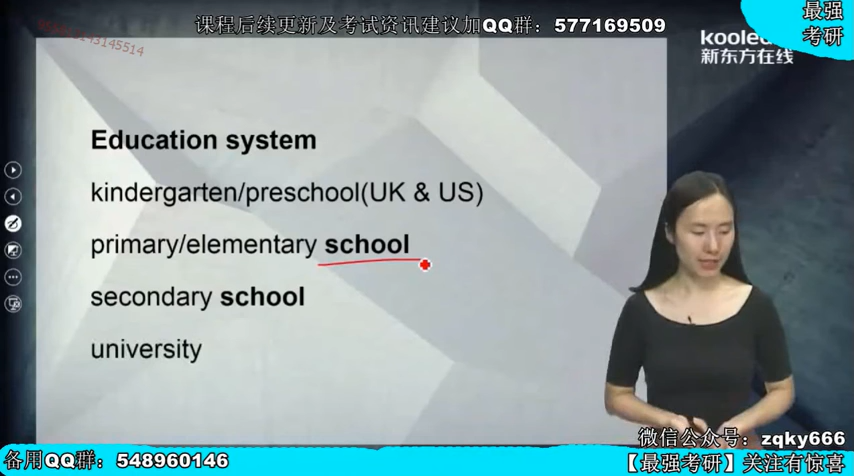 课程后续更新及考试资讯建议加QQ群：577169509
最强
考研
新东方在线
Education system
kindergarten/preschool(UK & US)
primary/elementary school
secondary school
university
微信公众号：zqky666
备用QQ群：548960146
【最强考研】关注有惊喜